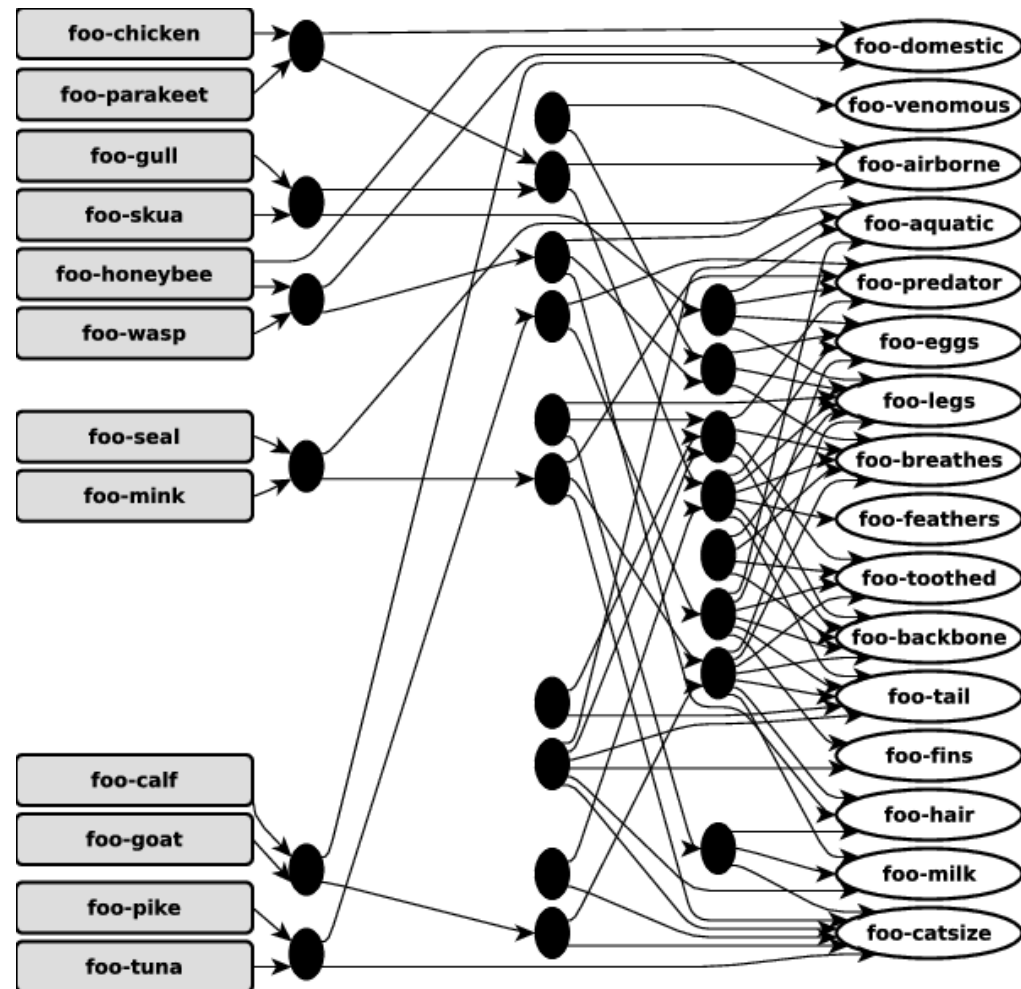 foo-chicken
foo-parakeet
foo-gull
foo-skua
foo-honeybee
foo-wasp
foo-seal
foo-mink
foo-calf
foo-goat
foo-pike
foo-tuna
foo-domestic
foo-venomous
foo-airborne
foo-aquatic
foo-predator
foo-eggs
foo-legs
foo-breathes
foo-feathers
foo-toothed
foo-backbone
foo-tail
foo-fins
foo-hair
foo-milk
foo-catsize